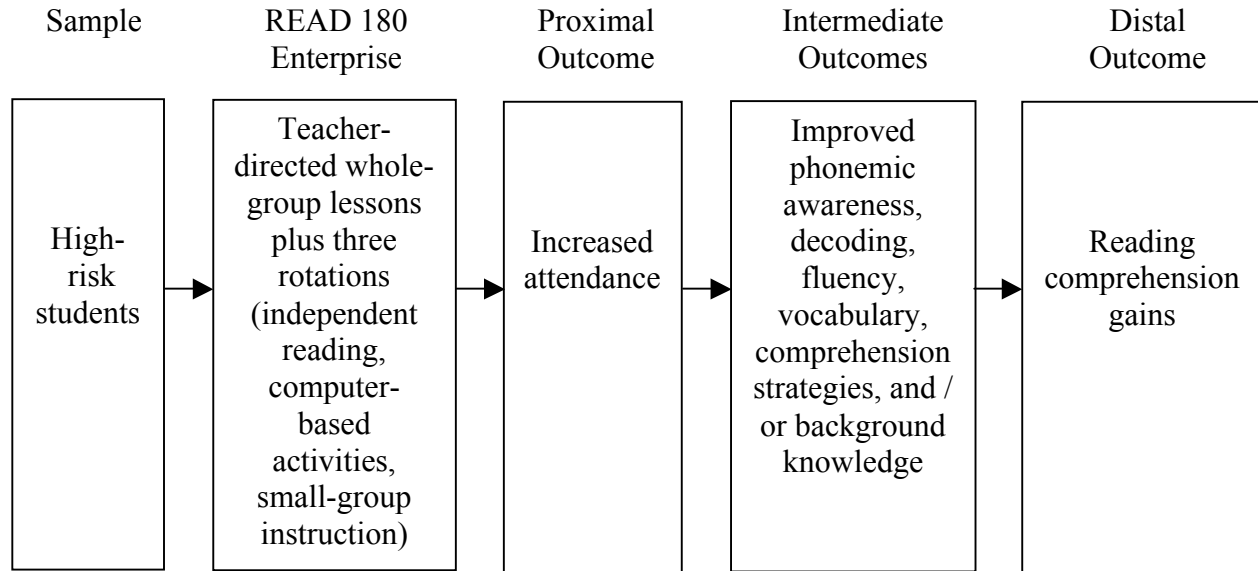 Sample
READ 180
Enterprise
Proximal
Outcome
Intermediate
Outcomes
Distal
Outcome
High-
risk
students
Teacher-
directed whole-
group lessons
plus three
rotations
(independent
reading,
computer-
based
activities,
small-group
instruction)
Increased
attendance
Improved
phonemic
awareness,
decoding,
fluency,
vocabulary,
comprehension
strategies, and /
or background
knowledge
Reading
comprehension
gains